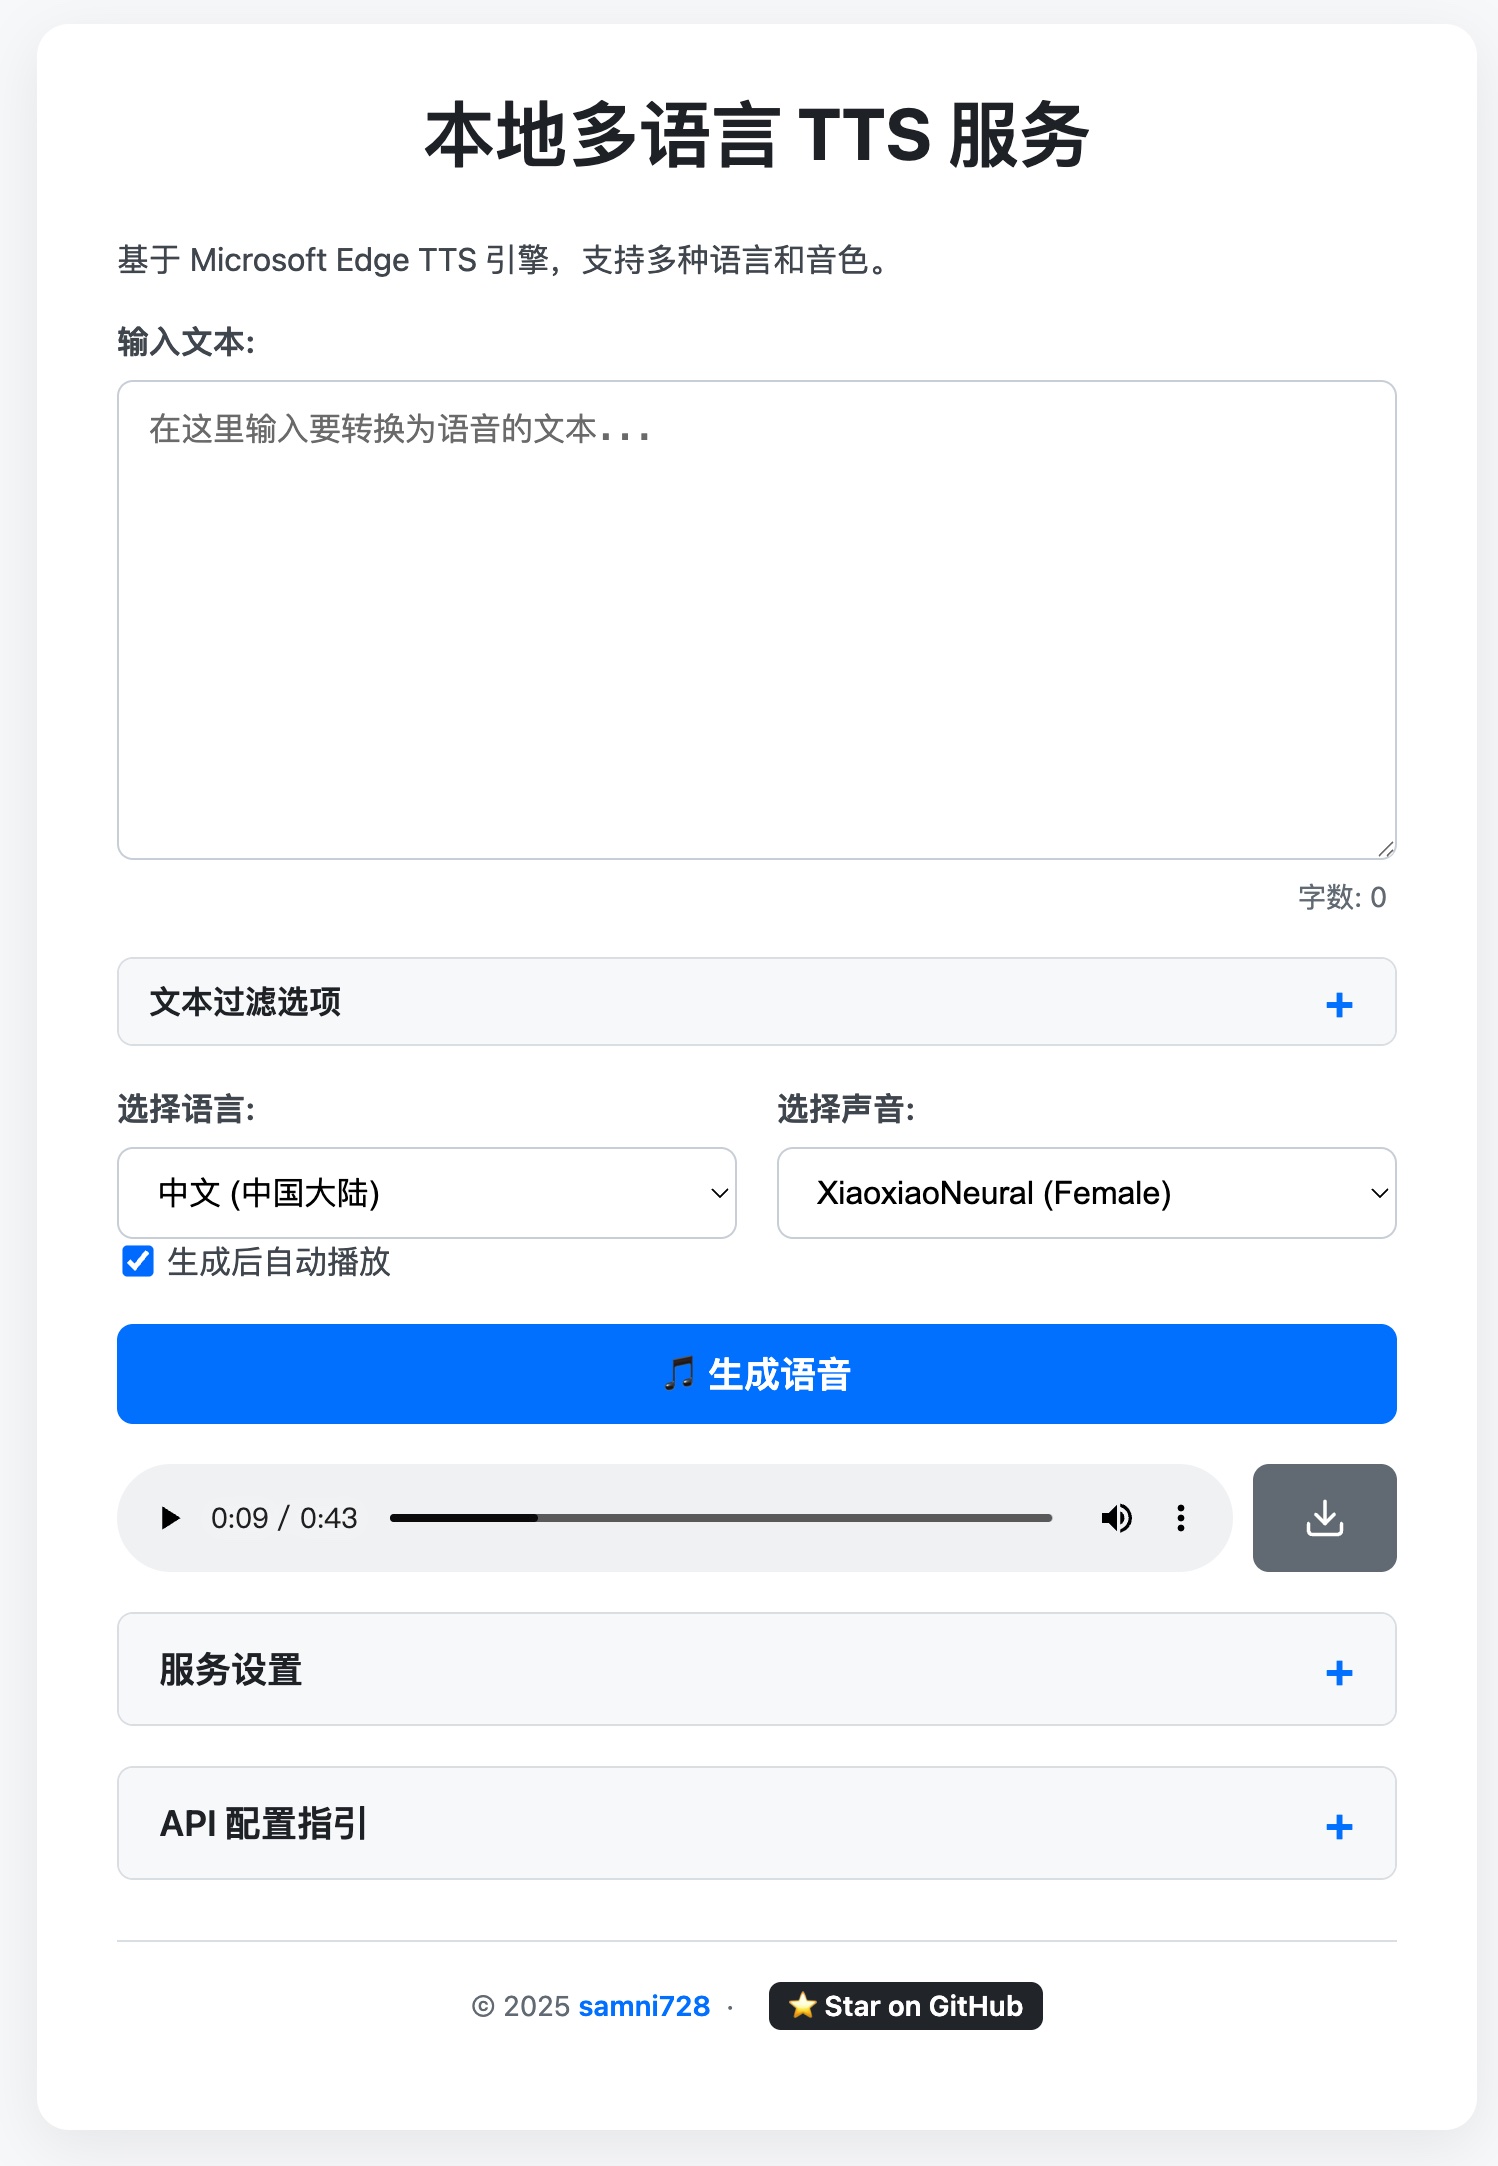 本地多语言 TTS 服务
基于 Microsoft Edge TTS 引擎，支持多种语言和音色。
输入文本:
在这里输入要转换为语音的文本...
字数: 0
文本过滤选项
+
选择语言:
选择声音:
中文 (中国大陆)
XiaoxiaoNeural (Female)
生成后自动播放
🎵 生成语音
0:09 / 0:43
服务设置
+
API 配置指引
+
© 2025 samni728 · ⭐ Star on GitHub